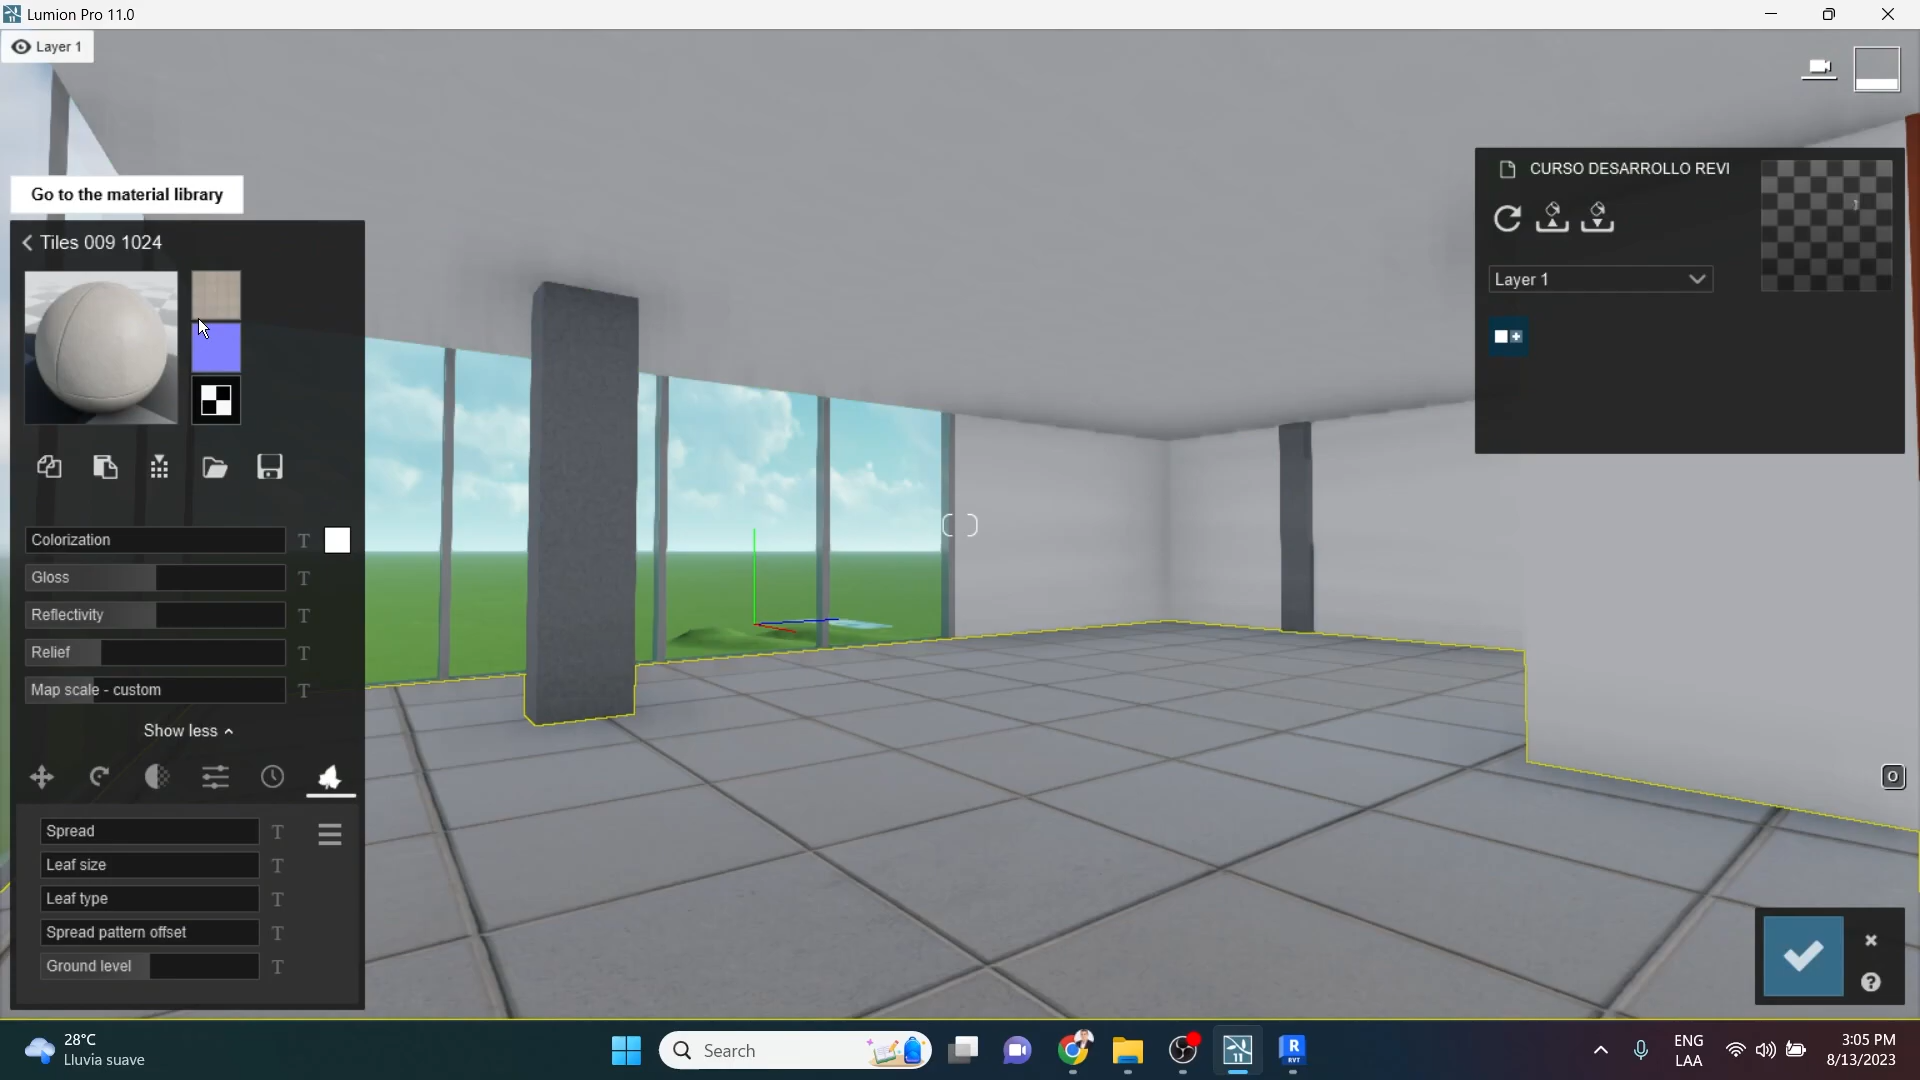 Lumion Pro 11.0
Layer 1
Go to the material library
Tiles 009 1024
Colorization T
Gloss T
Reflectivity T
Relief T
Map scale - custom T
Show less
Spread T
Leaf size T
Leaf type T
Spread pattern offset T
Ground level T
CURSO DESARROLLO REVI
Layer 1
O
28°C
Lluvia suave
Search
11
R
RVT
ENG
LAA
3:05 PM
8/13/2023